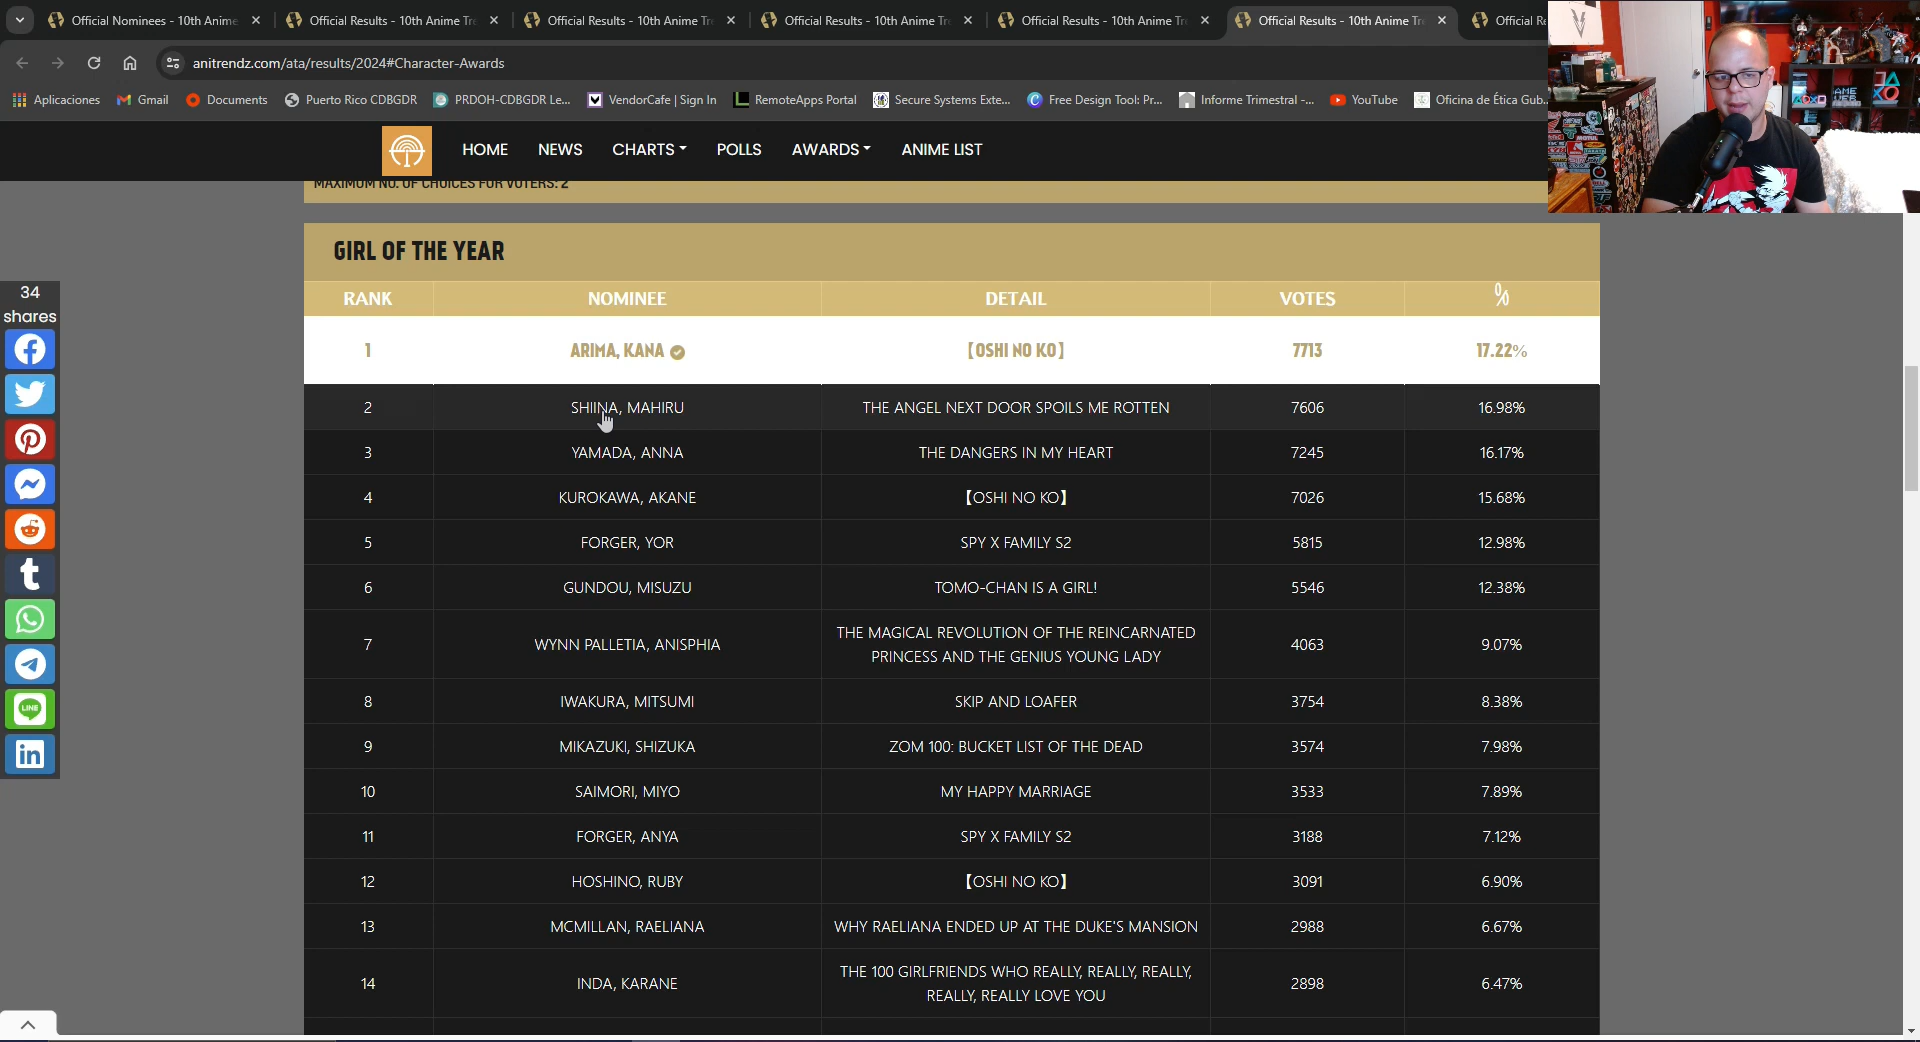 Official Nominees - 10th Anime
Official Results - 10th Anime Tr
Official Results - 10th Anime Tr
Official Results - 10th Anime Tr
Official Results - 10th Anime Tr
Official Results - 10th Anime Tr
Official Re
anitrendz.com/ata/results/2024#Character-Awards
Aplicaciones
Gmail
Documents
Puerto Rico CDBGDR
PRDOH-CDBGDR Le...
VendorCafe | Sign In
RemoteApps Portal
Secure Systems Exte...
Free Design Tool: Pr...
Informe Trimestral -...
YouTube
Oficina de Ética Gub...
HOME
NEWS
CHARTS
POLLS
AWARDS
ANIME LIST
MAXIMUM NO. OF CHOICES FOR VOTERS: 2
GIRL OF THE YEAR
RANK NOMINEE DETAIL VOTES %
1 ARIMA, KANA 【OSHI NO KO】 7713 17.22%
2 SHIINA, MAHIRU THE ANGEL NEXT DOOR SPOILS ME ROTTEN 7606 16.98%
3 YAMADA, ANNA THE DANGERS IN MY HEART 7245 16.17%
4 KUROKAWA, AKANE 【OSHI NO KO】 7026 15.68%
5 FORGER, YOR SPY X FAMILY S2 5815 12.98%
6 GUNDOU, MISUZU TOMO-CHAN IS A GIRL! 5546 12.38%
7 WYNN PALLETIA, ANISPHIA THE MAGICAL REVOLUTION OF THE REINCARNATED
PRINCESS AND THE GENIUS YOUNG LADY 4063 9.07%
8 IWAKURA, MITSUMI SKIP AND LOAFER 3754 8.38%
9 MIKAZUKI, SHIZUKA ZOM 100: BUCKET LIST OF THE DEAD 3574 7.98%
10 SAIMORI, MIYO MY HAPPY MARRIAGE 3533 7.89%
11 FORGER, ANYA SPY X FAMILY S2 3188 7.12%
12 HOSHINO, RUBY 【OSHI NO KO】 3091 6.90%
13 MCMILLAN, RAELIANA WHY RAELIANA ENDED UP AT THE DUKE'S MANSION 2988 6.67%
14 INDA, KARANE THE 100 GIRLFRIENDS WHO REALLY, REALLY, REALLY,
REALLY, REALLY LOVE YOU 2898 6.47%
34
shares
LINE